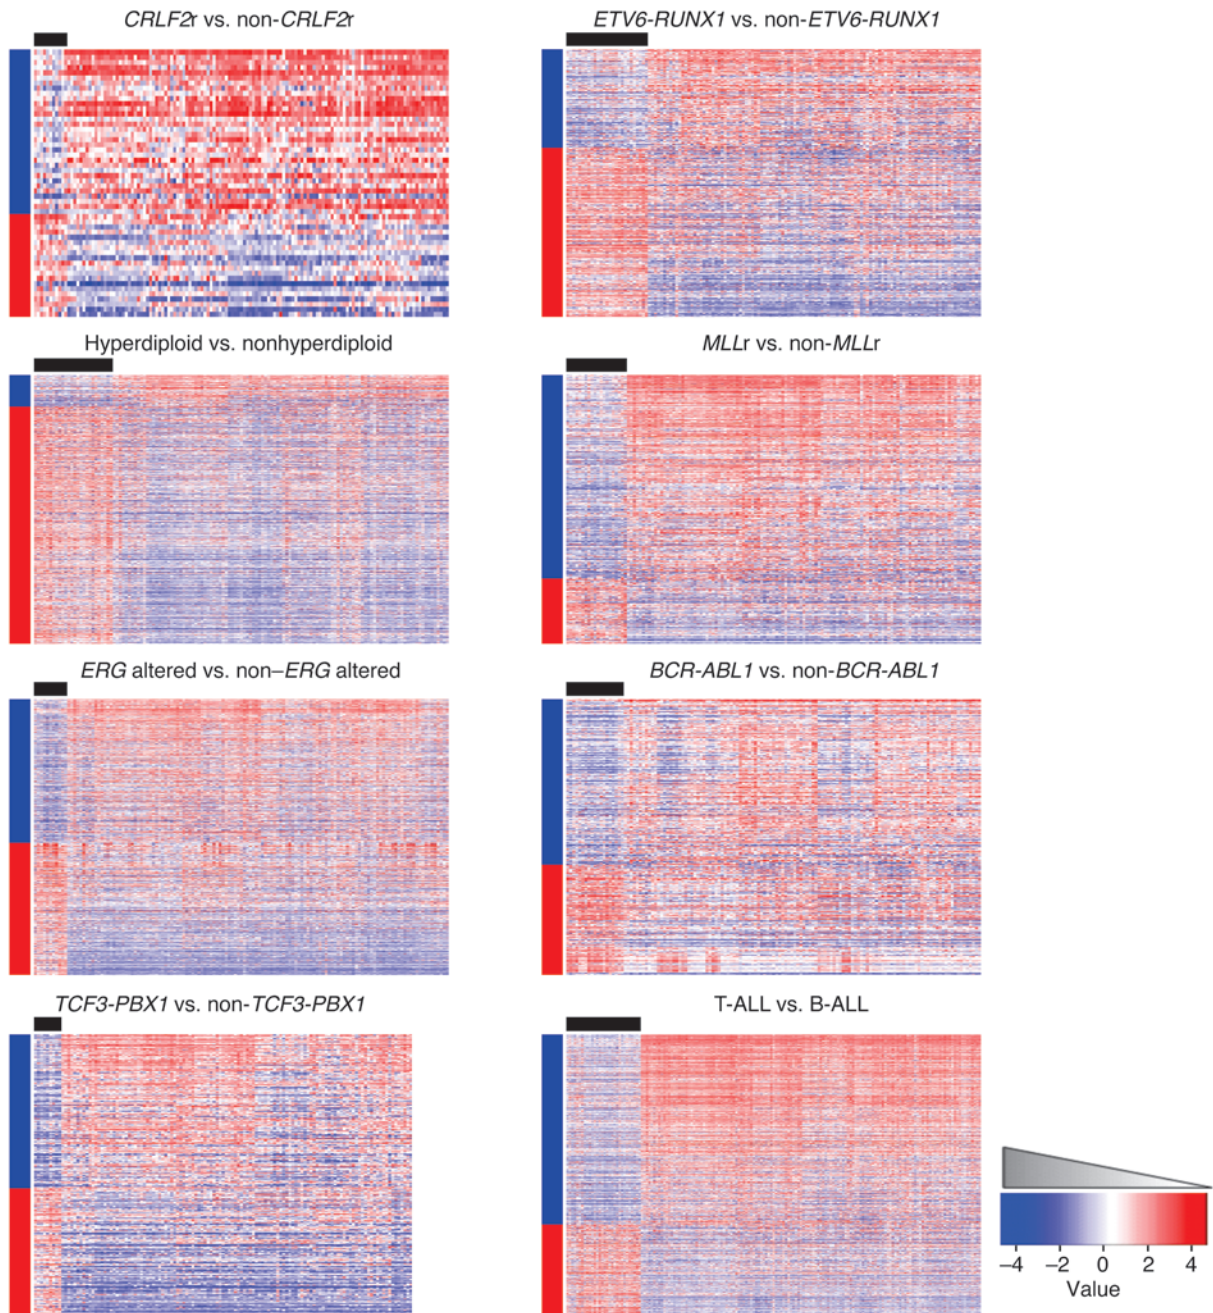 CRLF2r vs. non-CRLF2r
ETV6-RUNX1 vs. non-ETV6-RUNX1
Hyperdiploid vs. nonhyperdiploid
MLLr vs. non-MLLr
ERG altered vs. non–ERG altered
BCR-ABL1 vs. non-BCR-ABL1
TCF3-PBX1 vs. non-TCF3-PBX1
T-ALL vs. B-ALL
−4 −2 0 2 4
Value